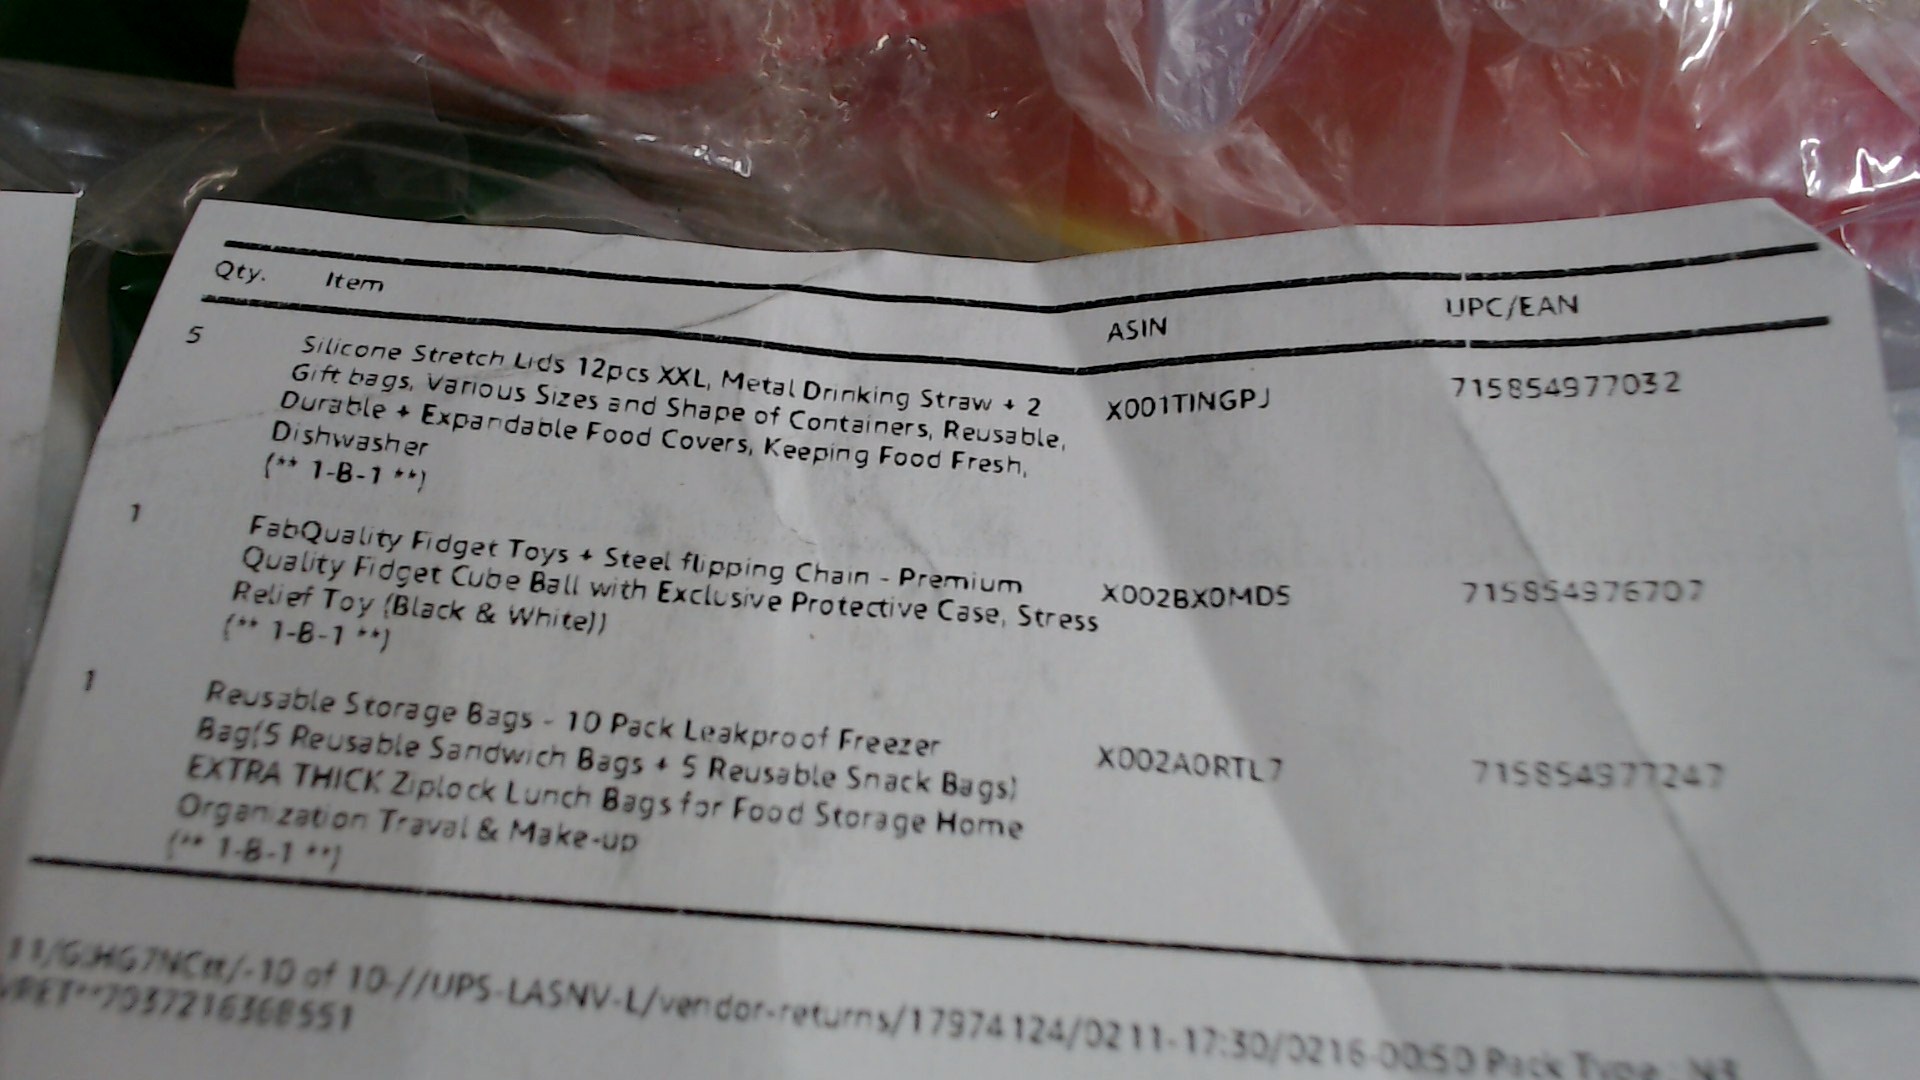 Qty. Item ASIN UPC/EAN
5 Silicone Stretch Lids 12pcs XXL, Metal Drinking Straw + 2 X001TINGPJ 715854977032
Gift bags, Various Sizes and Shape of Containers, Reusable,
Durable + Expandable Food Covers, Keeping Food Fresh,
Dishwasher
(** 1-B-1 **)
1 FabQuality Fidget Toys + Steel flipping Chain - Premium X002BX0MD5 715854976707
Quality Fidget Cube Ball with Exclusive Protective Case, Stress
Relief Toy (Black & White))
(** 1-B-1 **)
1 Reusable Storage Bags - 10 Pack Leakproof Freezer X002A0RTL7 715854977247
Bag(5 Reusable Sandwich Bags + 5 Reusable Snack Bags)
EXTRA THICK Ziplock Lunch Bags for Food Storage Home
Organization Traval & Make-up
(** 1-B-1 **)
-10 of 10-//UPS-LASNV-L/vendor-returns/17974124/0211-17:30/0216-00:50 Pack Type :